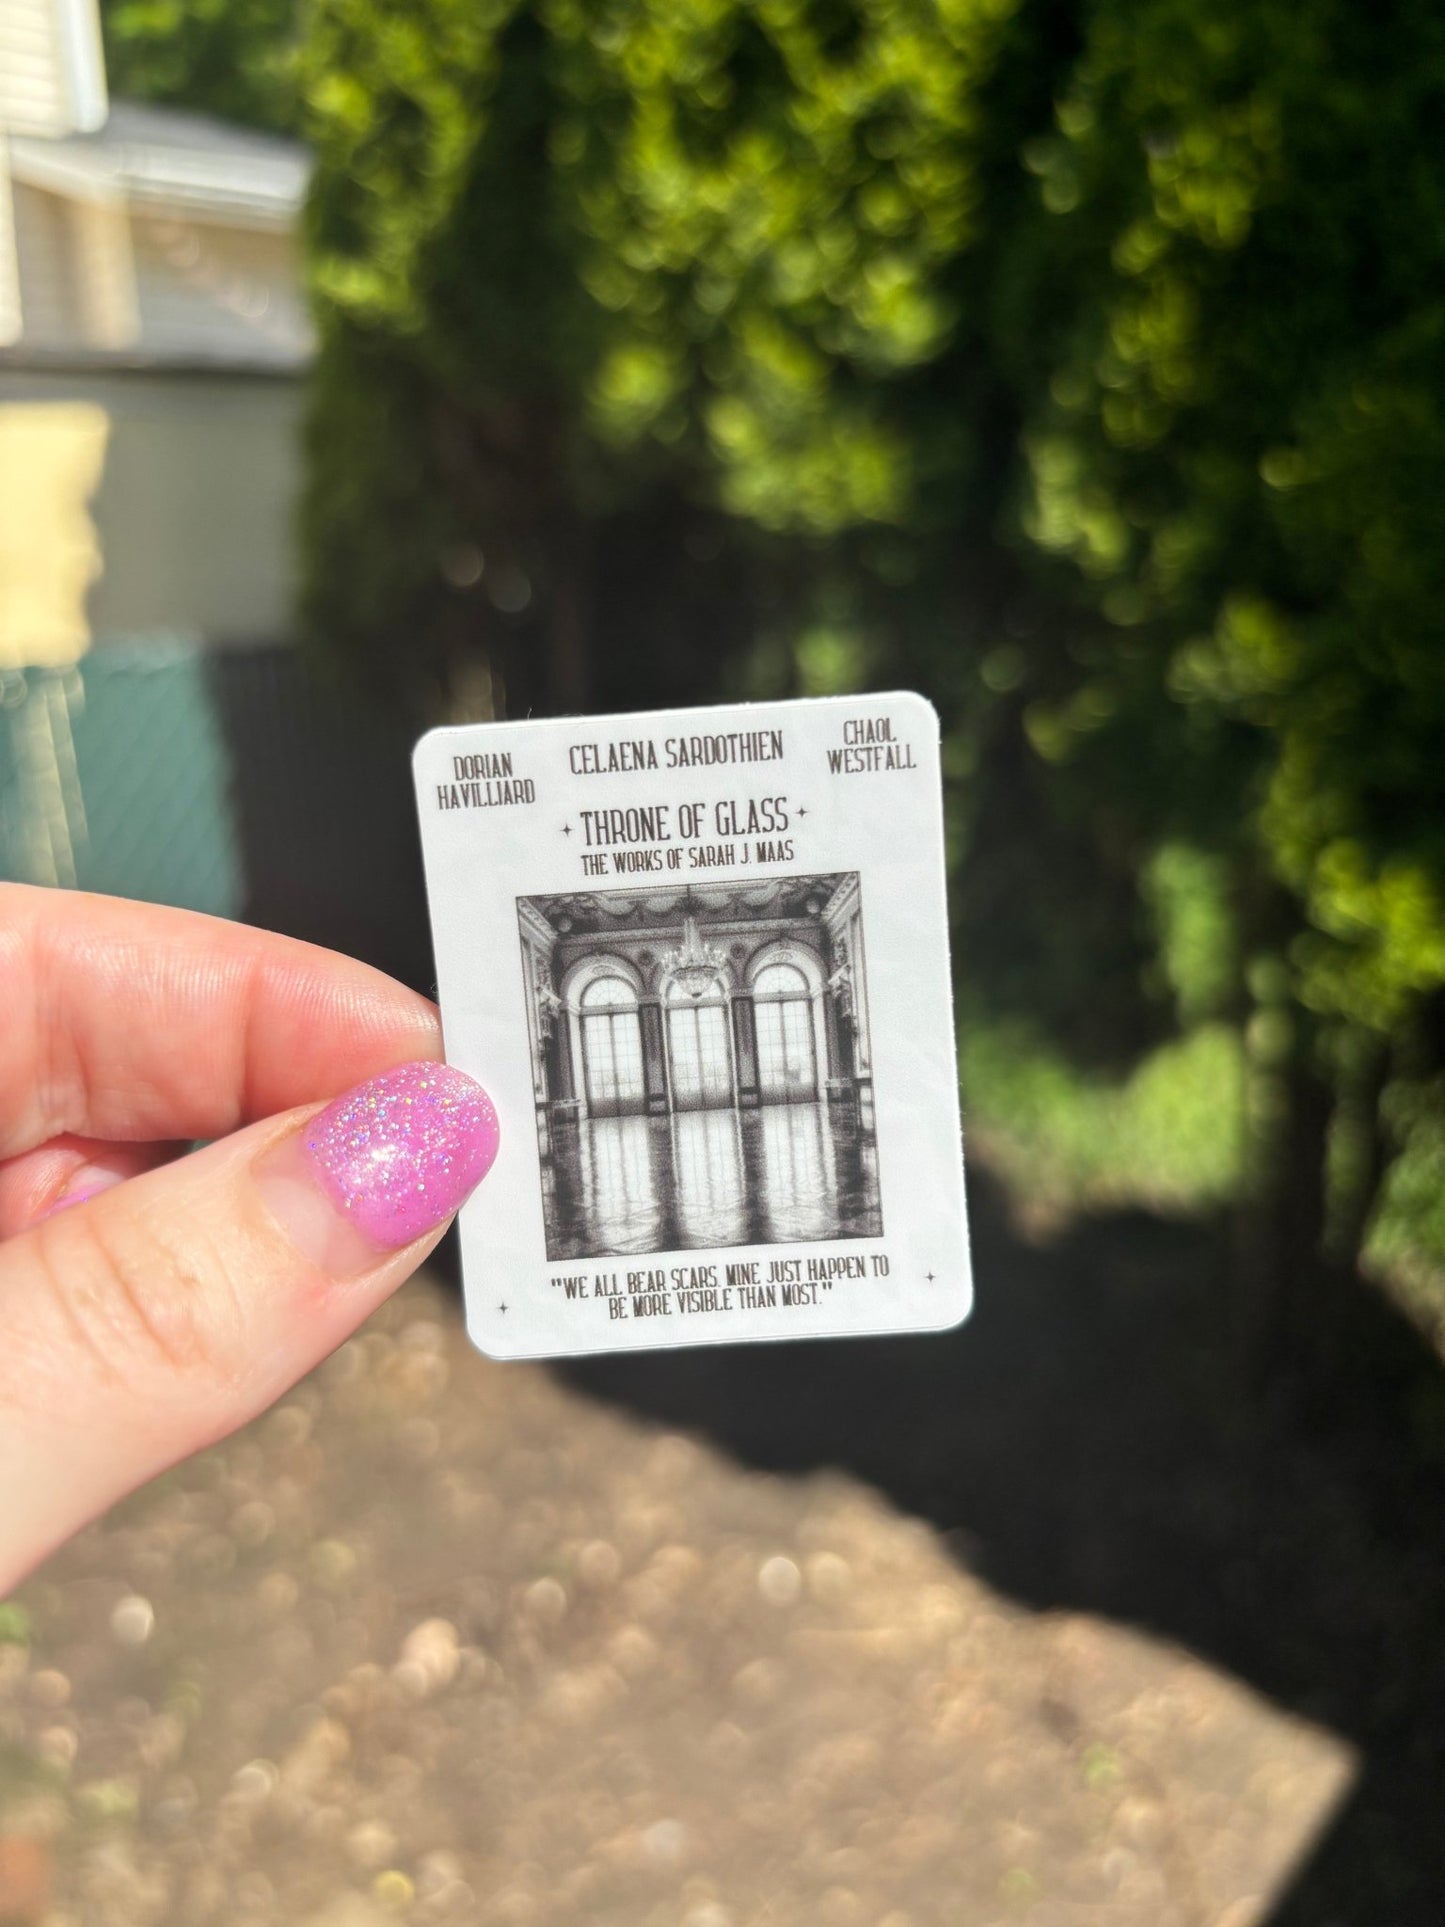 DORIAN
HAVILLIARD
CELAENA SARDOTHIEN
CHAOL
WESTFALL
THRONE OF GLASS
THE WORKS OF SARAH J. MAAS
"WE ALL BEAR SCARS. MINE JUST HAPPEN TO
BE MORE VISIBLE THAN MOST."